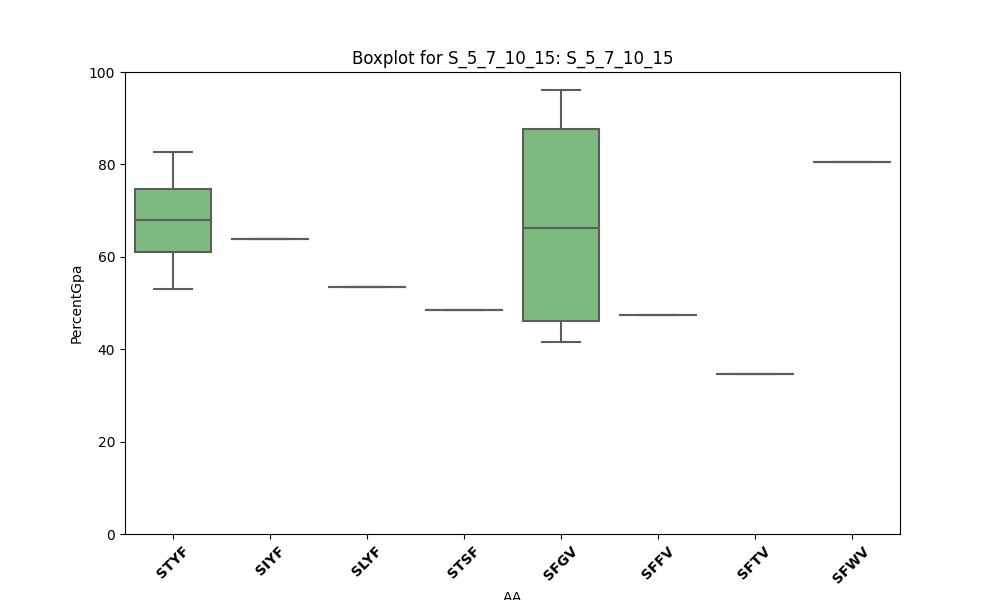 Boxplot for S_5_7_10_15: S_5_7_10_15
100
80
60
40
20
0
PercentGpa
STYF SIYF SLYF STSF SFGV SFFV SFTV SFWV
AA